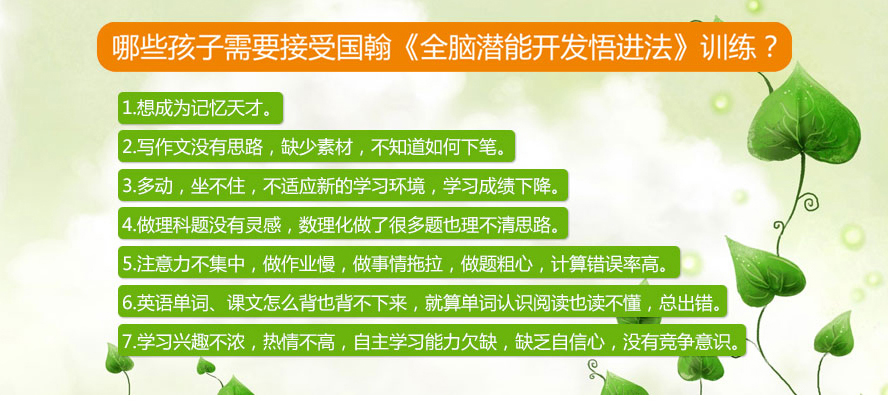 哪些孩子需要接受国翰《全脑潜能开发悟进法》训练？
1.想成为记忆天才。
2.写作文没有思路，缺少素材，不知道如何下笔。
3.多动，坐不住，不适应新的学习环境，学习成绩下降。
4.做理科题没有灵感，数理化做了很多题也理不清思路。
5.注意力不集中，做作业慢，做事情拖拉，做题粗心，计算错误率高。
6.英语单词、课文怎么背也背不下来，就算单词认识阅读也读不懂，总出错。
7.学习兴趣不浓，热情不高，自主学习能力欠缺，缺乏自信心，没有竞争意识。